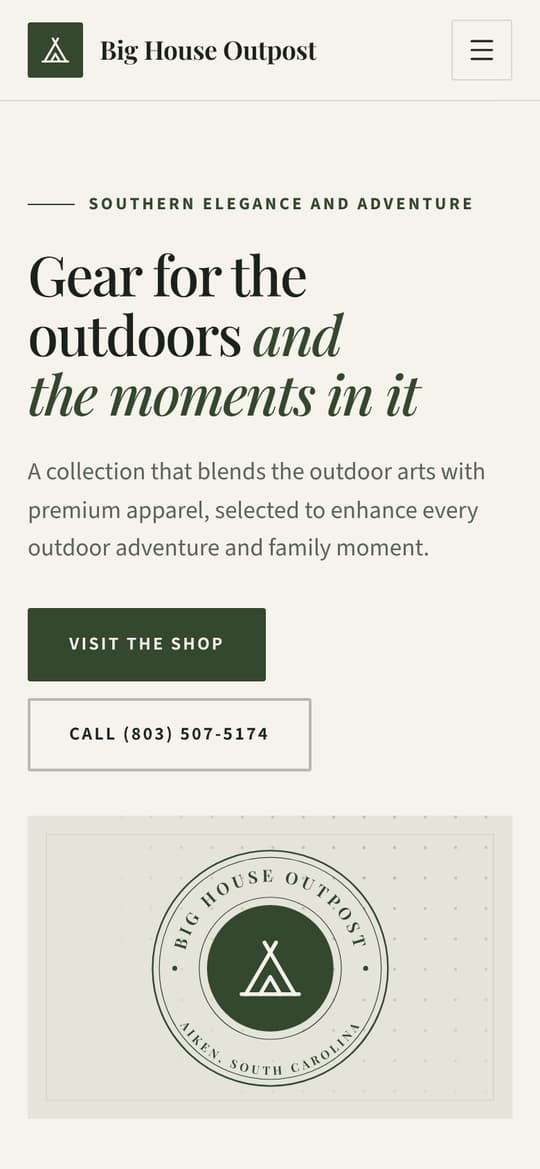 Big House Outpost
SOUTHERN ELEGANCE AND ADVENTURE
Gear for the
outdoors and
the moments in it
A collection that blends the outdoor arts with
premium apparel, selected to enhance every
outdoor adventure and family moment.
VISIT THE SHOP
CALL (803) 507-5174
BIG HOUSE OUTPOST
AIKEN, SOUTH CAROLINA